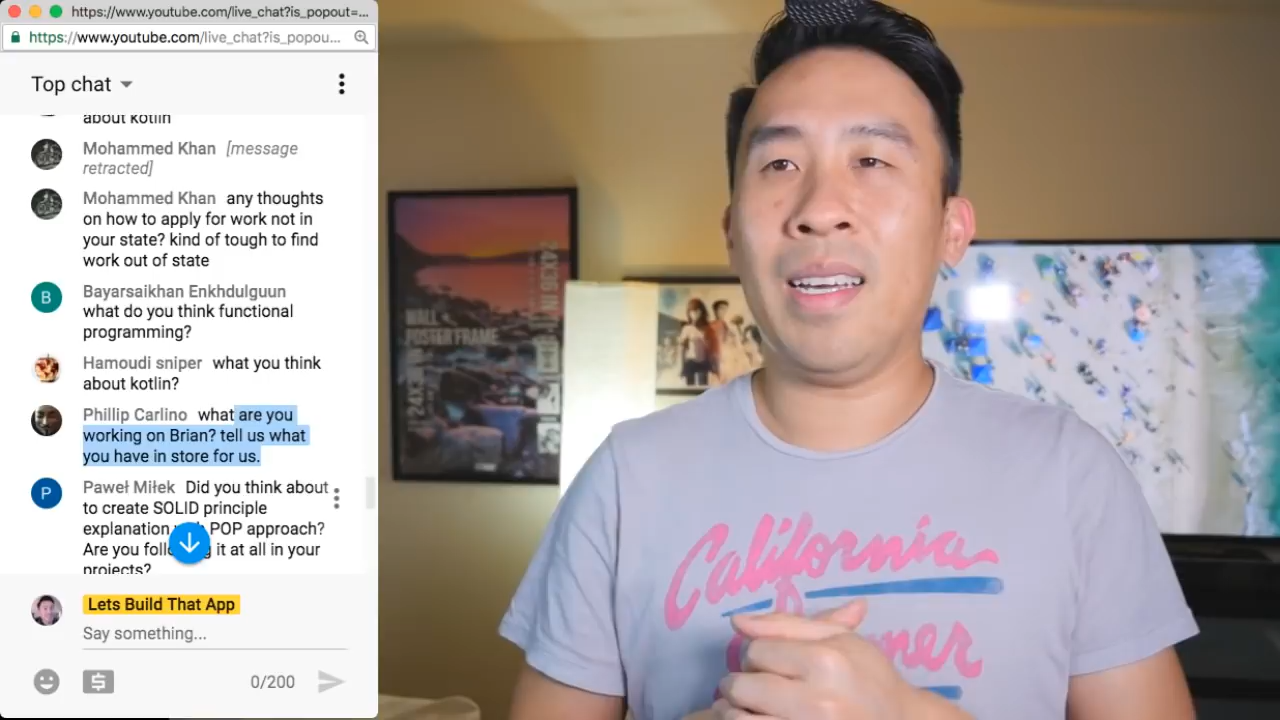 https://www.youtube.com/live_chat?is_popout=...
https://www.youtube.com/live_chat?is_popou...
Top chat
about kotlin
Mohammed Khan [message
retracted]
Mohammed Khan any thoughts
on how to apply for work not in
your state? kind of tough to find
work out of state
B
Bayarsaikhan Enkhdulguun
what do you think functional
programming?
Hamoudi sniper what you think
about kotlin?
Phillip Carlino what are you
working on Brian? tell us what
you have in store for us.
P
Paweł Miłek Did you think about
to create SOLID principle
explanation POP approach?
Are you it at all in your
projects?
Lets Build That App
Say something...
$
0/200
24X36 IN
WALL
POSTER FRAME
California